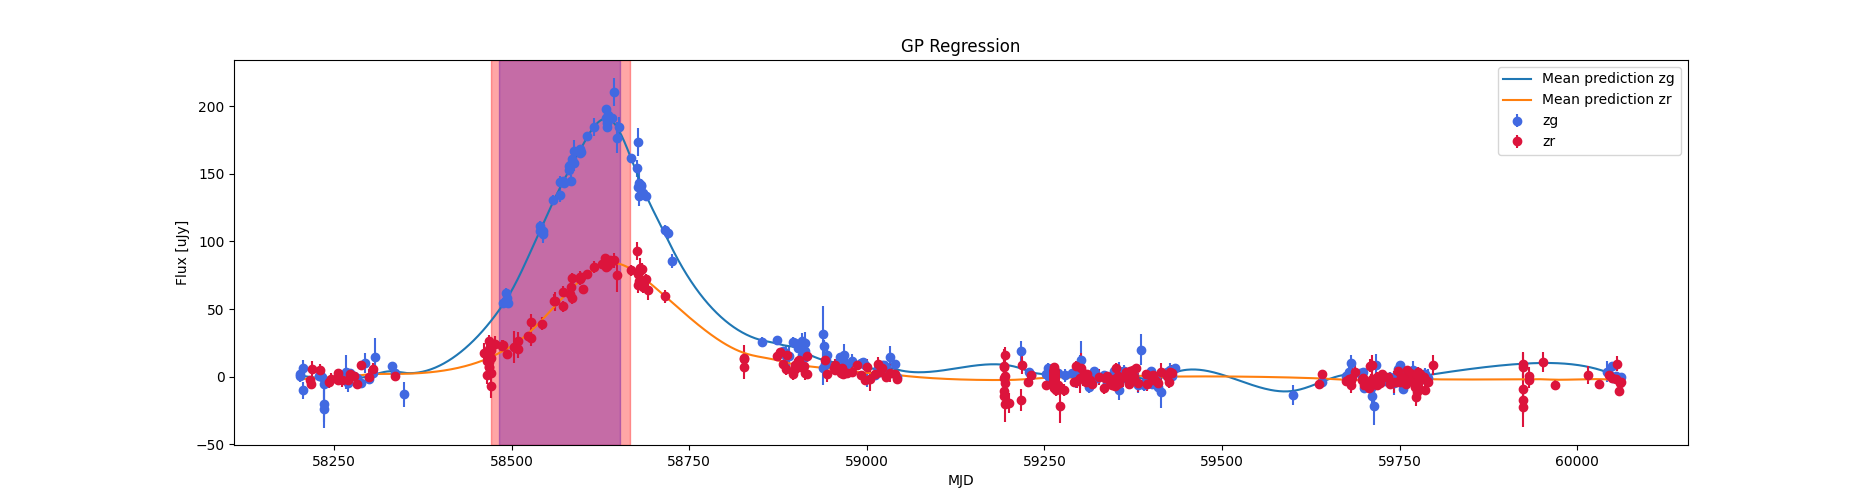 GP Regression
Mean prediction zg
Mean prediction zr
zg
zr
Flux [uJy]
200
150
100
50
0
−50
58250
58500
58750
59000
59250
59500
59750
60000
MJD